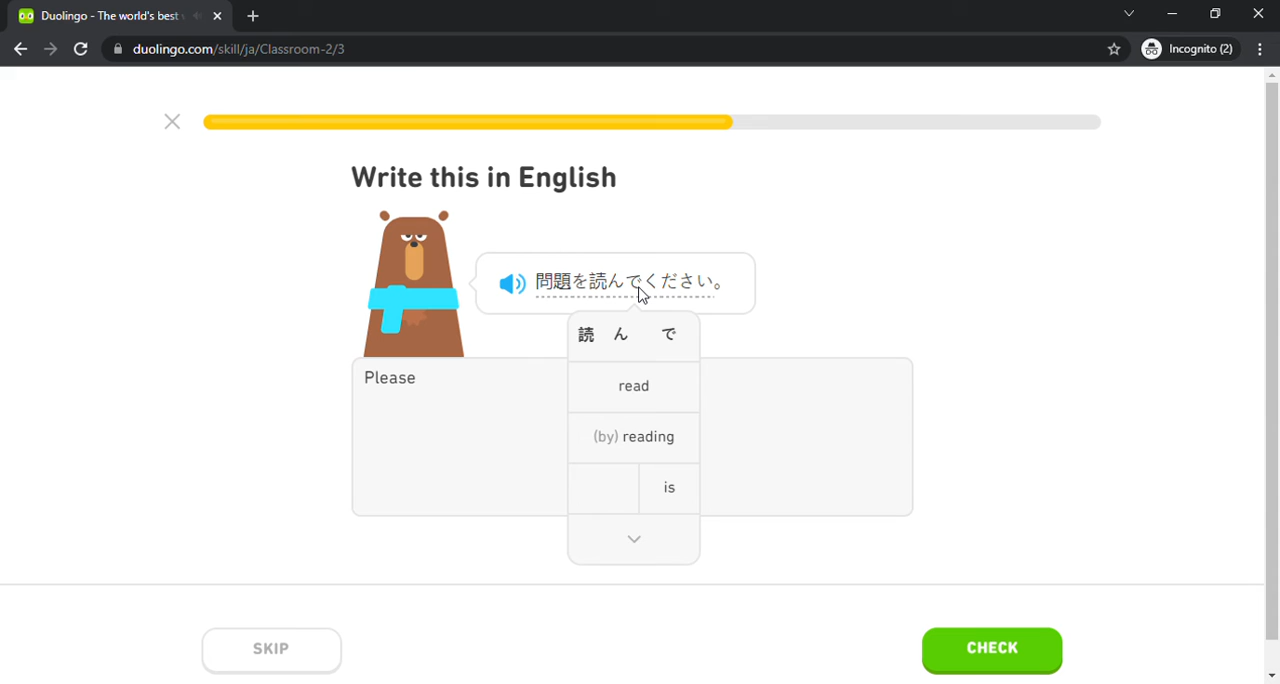 Duolingo - The world's best
duolingo.com/skill/ja/Classroom-2/3
Incognito (2)
Write this in English
問題を読んでください。
読んで
Please
read
(by) reading
is
SKIP
CHECK